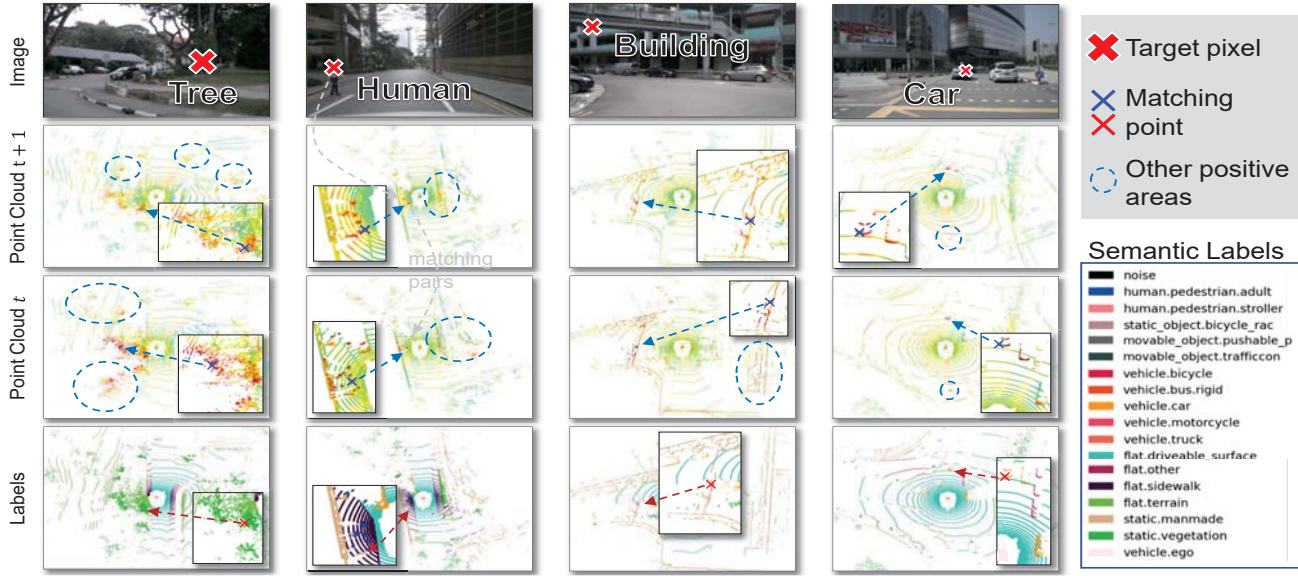 Image
Tree
Human
Building
Car
Target pixel
Matching
point
Other positive
areas
Point Cloud t + 1
matching
pairs
Point Cloud t
Labels
Semantic Labels
noise
human.pedestrian.adult
human.pedestrian.stroller
static_object.bicycle_rac
movable_object.pushable_p
movable_object.trafficcon
vehicle.bicycle
vehicle.bus.rigid
vehicle.car
vehicle.motorcycle
vehicle.truck
flat.driveable_surface
flat.other
flat.sidewalk
flat.terrain
static.manmade
static.vegetation
vehicle.ego